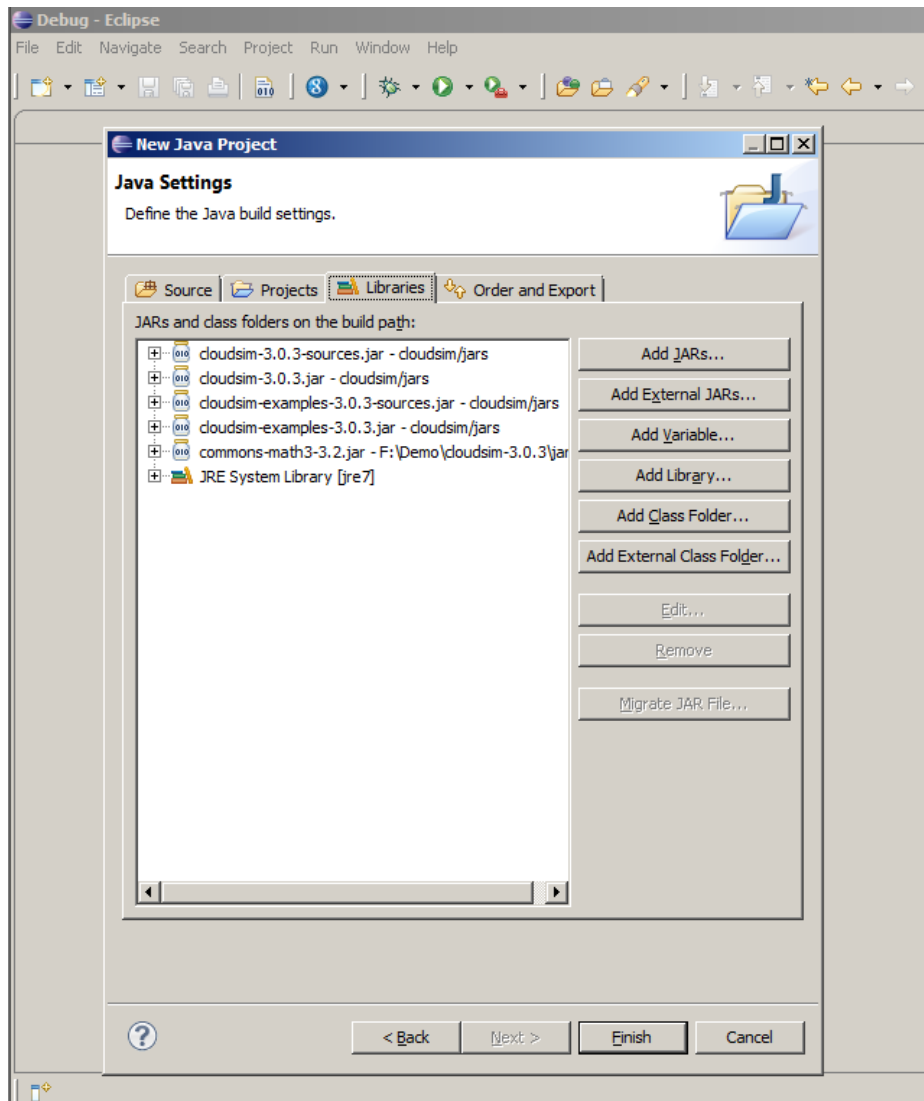 Debug - Eclipse
File Edit Navigate Search Project Run Window Help
New Java Project
Java Settings
Define the Java build settings.
Source Projects Libraries Order and Export
JARs and class folders on the build path:
cloudsim-3.0.3-sources.jar - cloudsim/jars
cloudsim-3.0.3.jar - cloudsim/jars
cloudsim-examples-3.0.3-sources.jar - cloudsim/jars
cloudsim-examples-3.0.3.jar - cloudsim/jars
commons-math3-3.2.jar - F:\Demo\cloudsim-3.0.3\jar
JRE System Library [jre7]
Add JARs...
Add External JARs...
Add Variable...
Add Library...
Add Class Folder...
Add External Class Folder...
Edit...
Remove
Migrate JAR File...
< Back Next > Finish Cancel